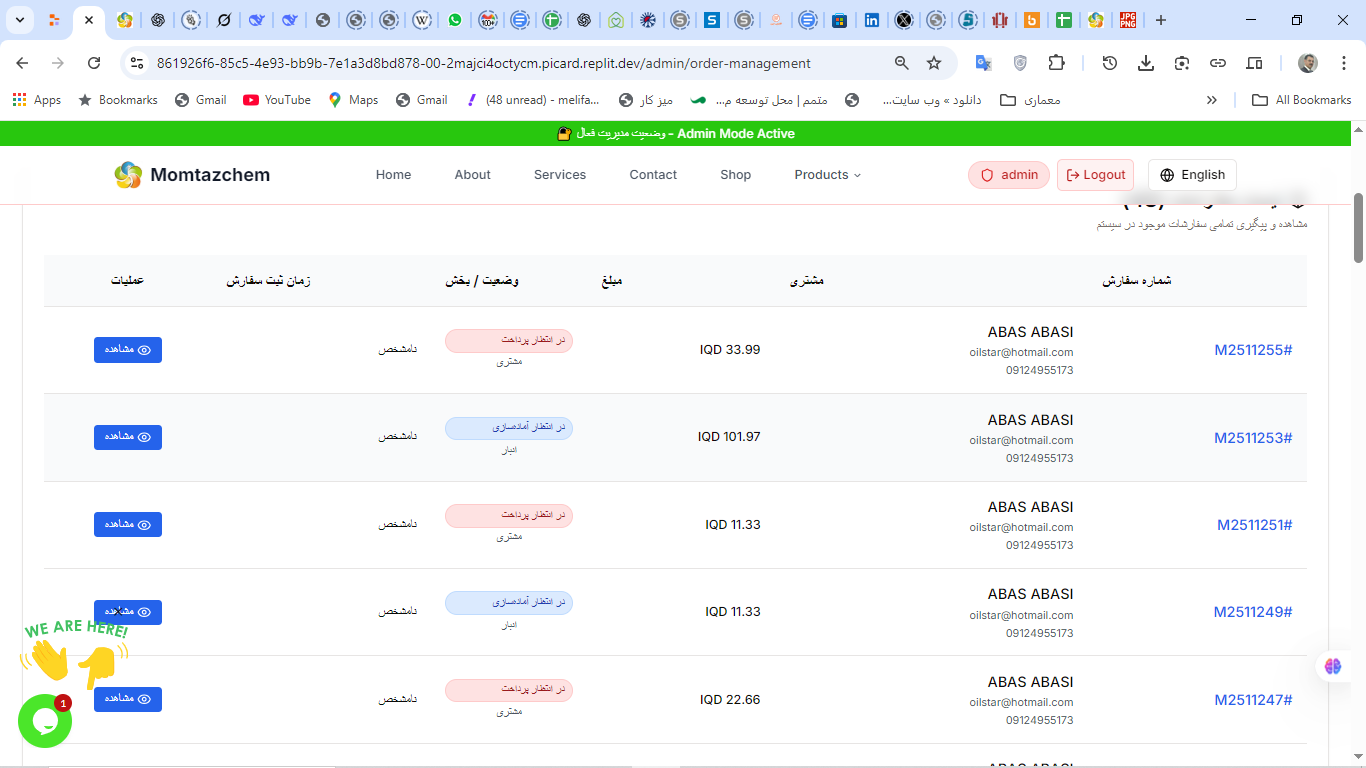 861926f6-85c5-4e93-bb9b-7e1a3d8bd878-00-2majci4octycm.picard.replit.dev/admin/order-management
Apps
Bookmarks
Gmail
YouTube
Maps
Gmail
(48 unread) - melifa...
میز کار
متمم | محل توسعه م...
دانلود » وب سایت...
معماری
All Bookmarks
وضعیت مدیریت فعال - Admin Mode Active
Momtazchem
Home
About
Services
Contact
Shop
Products
admin
Logout
English
مشاهده و پیگیری تمامی سفارشات موجود در سیستم
شماره سفارش
مشتری
مبلغ
وضعیت / بخش
زمان ثبت سفارش
عملیات
M2511255#
ABAS ABASI
oilstar@hotmail.com
09124955173
IQD 33.99
در انتظار پرداخت
مشتری
نامشخص
مشاهده
M2511253#
ABAS ABASI
oilstar@hotmail.com
09124955173
IQD 101.97
در انتظار آماده‌سازی
انبار
نامشخص
مشاهده
M2511251#
ABAS ABASI
oilstar@hotmail.com
09124955173
IQD 11.33
در انتظار پرداخت
مشتری
نامشخص
مشاهده
M2511249#
ABAS ABASI
oilstar@hotmail.com
09124955173
IQD 11.33
در انتظار آماده‌سازی
انبار
نامشخص
مشاهده
M2511247#
ABAS ABASI
oilstar@hotmail.com
09124955173
IQD 22.66
در انتظار پرداخت
مشتری
نامشخص
مشاهده
WE ARE HERE!
1